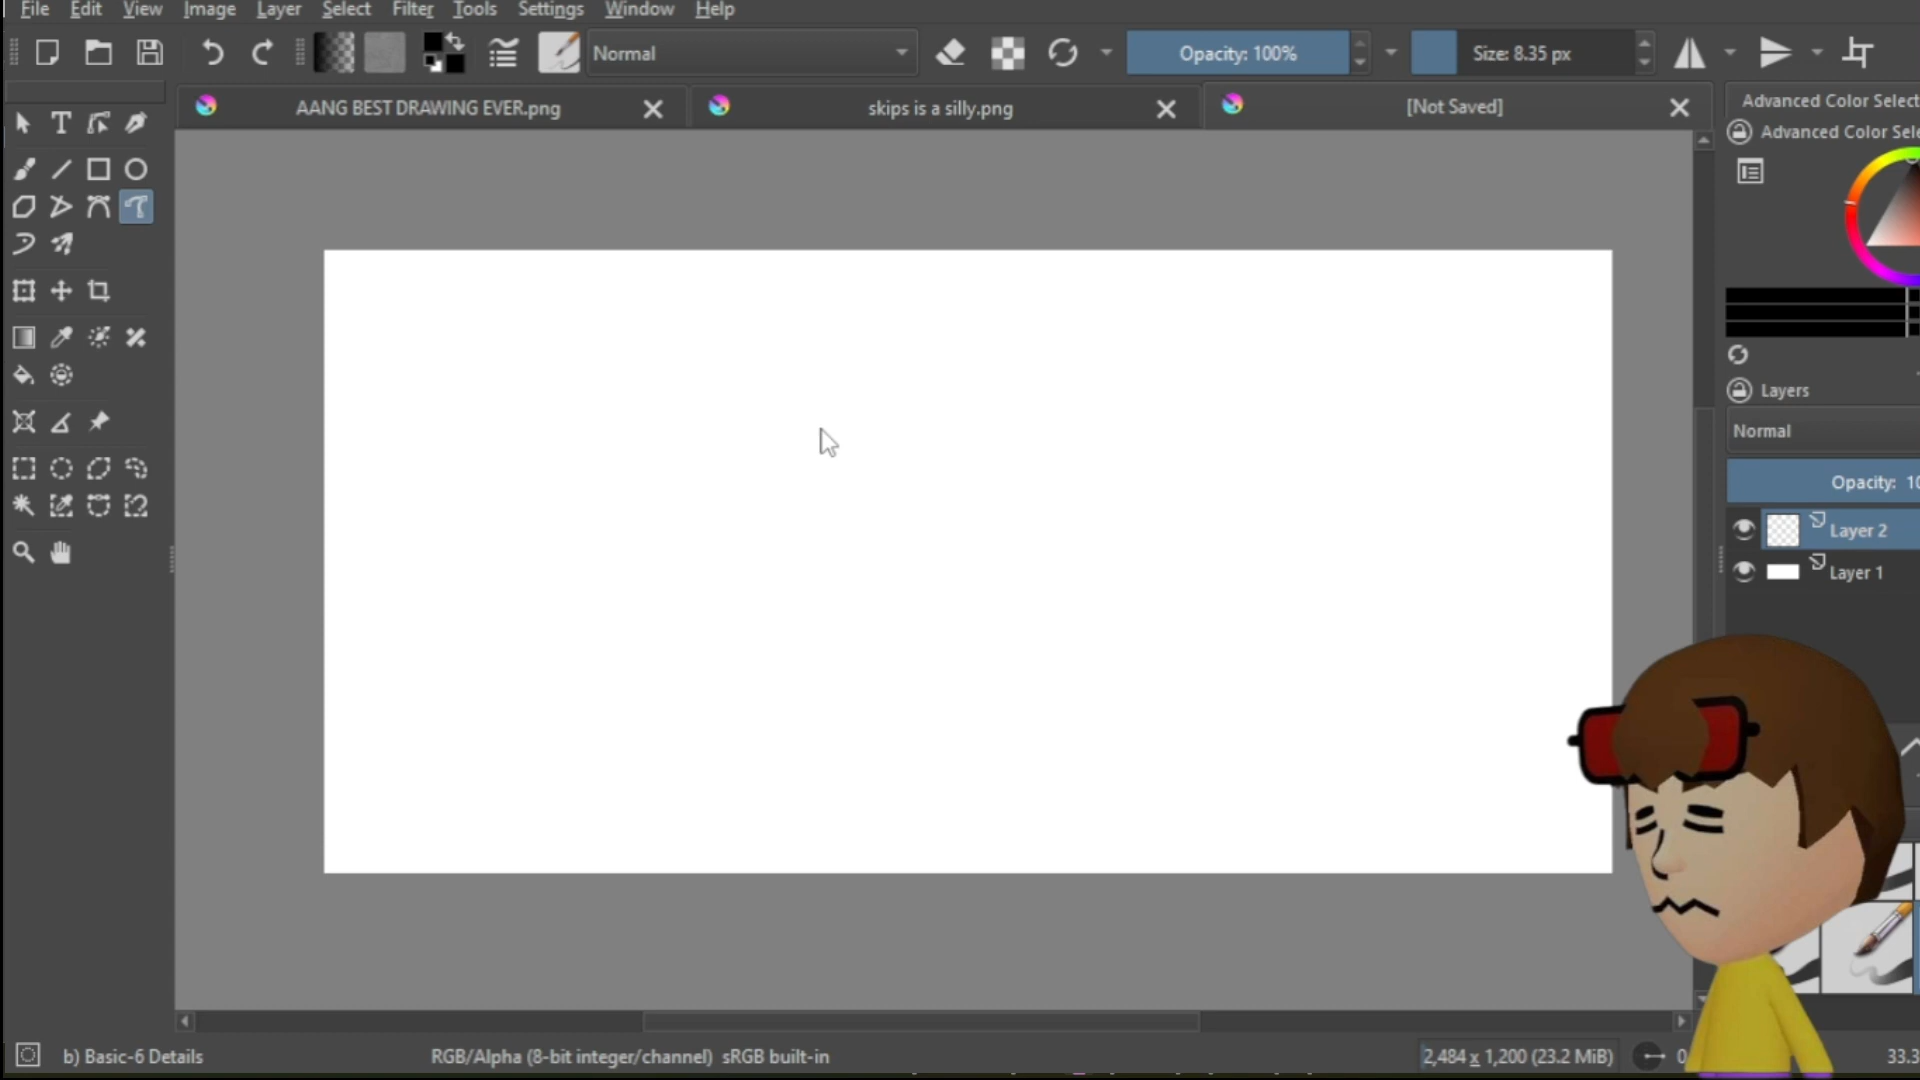 File Edit View Image Layer Select Filter Tools Settings Window Help
Normal Opacity: 100% Size: 8.35 px
AANG BEST DRAWING EVER.png skips is a silly.png [Not Saved]
Advanced Color Select
Advanced Color Sele
Layers
Normal
Opacity: 10
Layer 2
Layer 1
b) Basic-6 Details RGB/Alpha (8-bit integer/channel) sRGB built-in 2,484 x 1,200 (23.2 MiB) 0 33.3